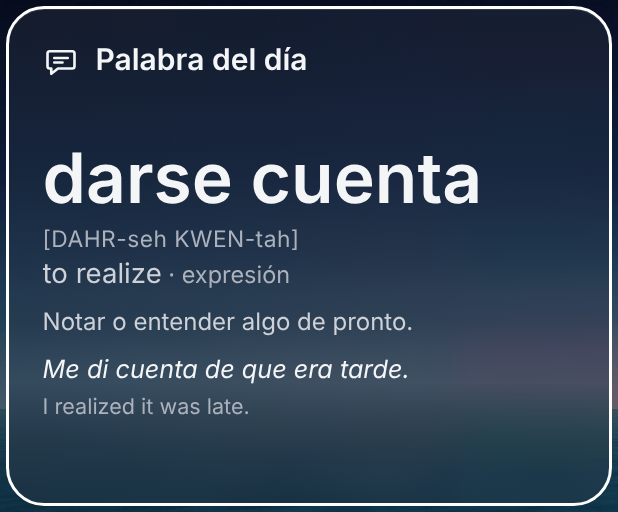 Palabra del día
darse cuenta
[DAHR-seh KWEN-tah]
to realize · expresión
Notar o entender algo de pronto.
Me di cuenta de que era tarde.
I realized it was late.